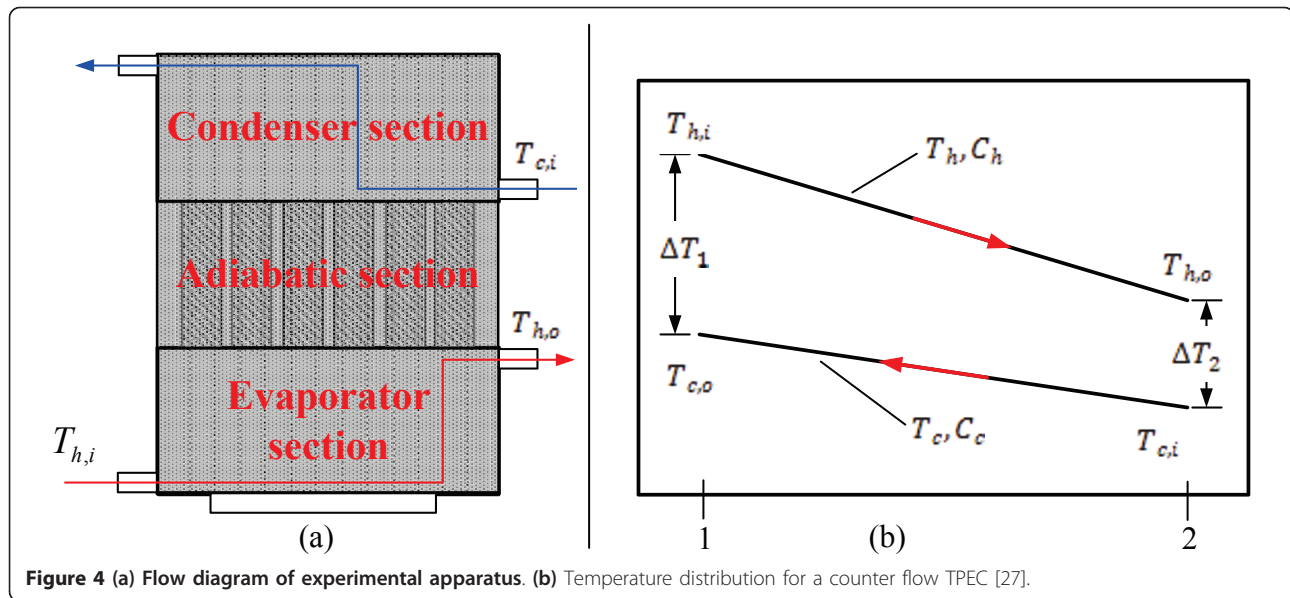 Condenser section
T_{c,i}
Adiabatic section
T_{h,o}
Evaporator
section
T_{h,i}
(a)
T_{h,i}
T_h, C_h
ΔT_1
T_{h,o}
ΔT_2
T_{c,o}
T_c, C_c
T_{c,i}
1
(b)
2
Figure 4 (a) Flow diagram of experimental apparatus. (b) Temperature distribution for a counter flow TPEC [27].